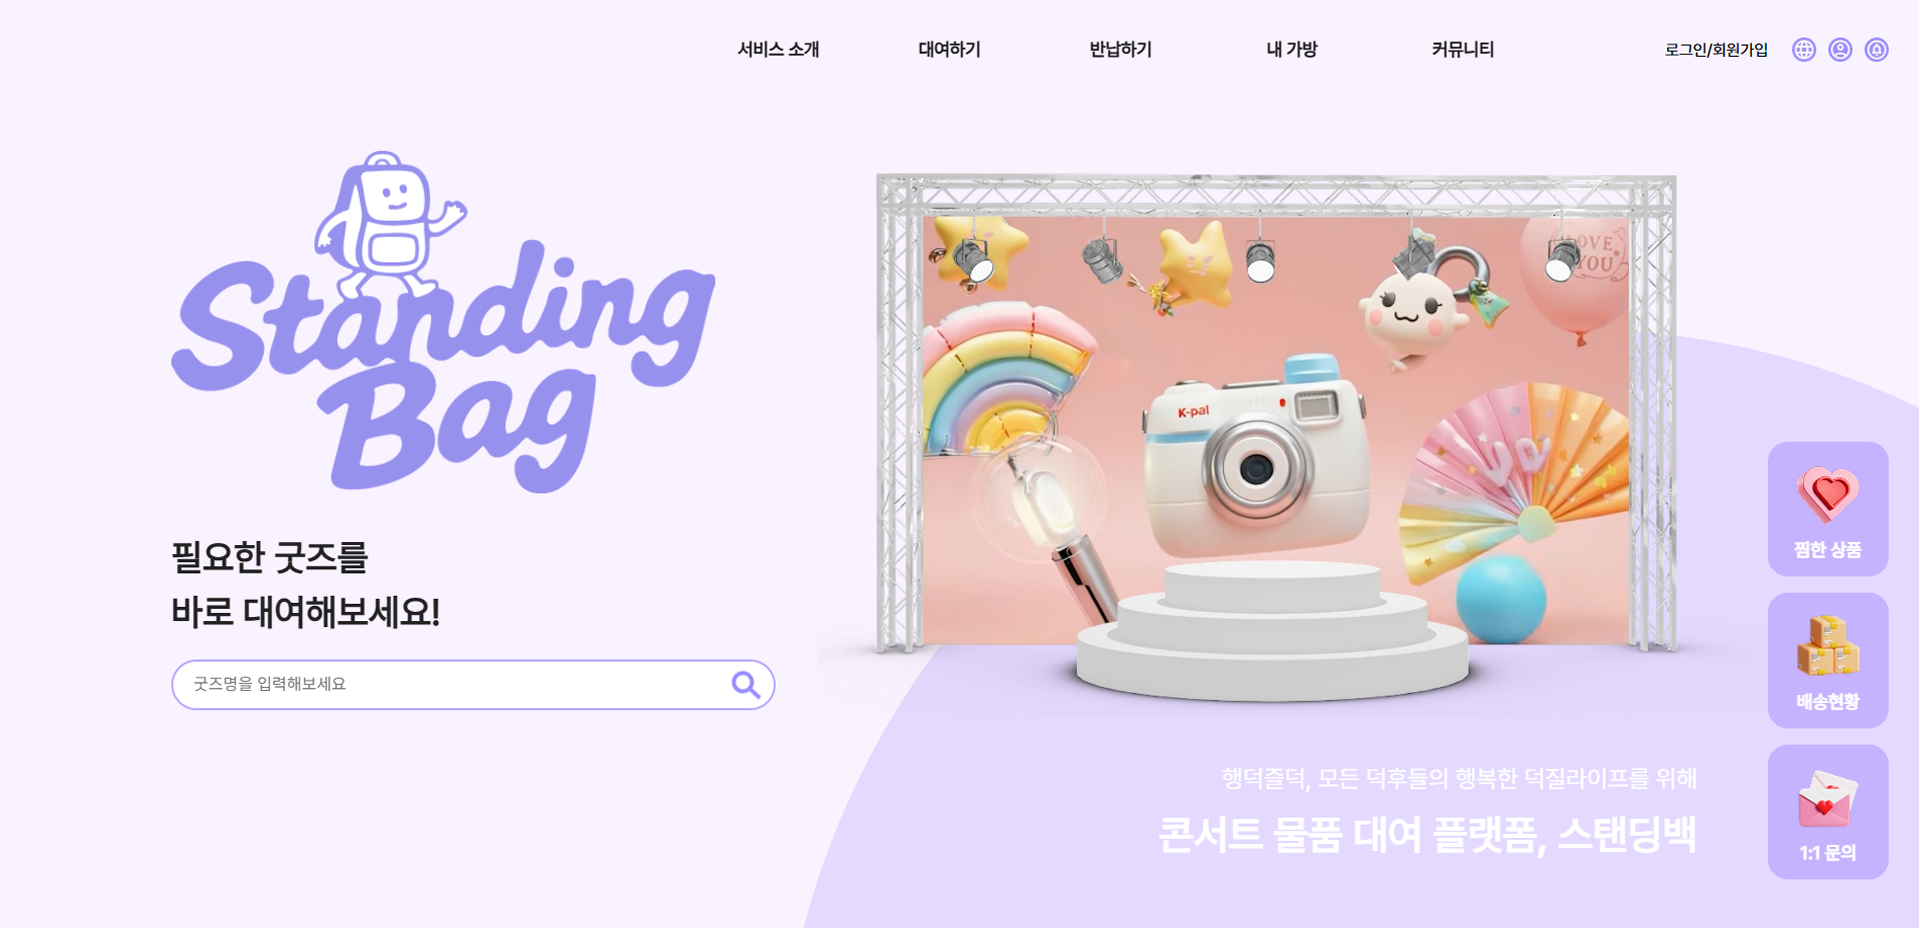 서비스 소개
대여하기
반납하기
내 가방
커뮤니티
로그인/회원가입
Standing
Bag
필요한 굿즈를
바로 대여해보세요!
굿즈명을 입력해보세요
LOVE
YOU
K-pal
찜한 상품
배송현황
1:1 문의
행덕즐덕, 모든 덕후들의 행복한 덕질라이프를 위해
콘서트 물품 대여 플랫폼, 스탠딩백